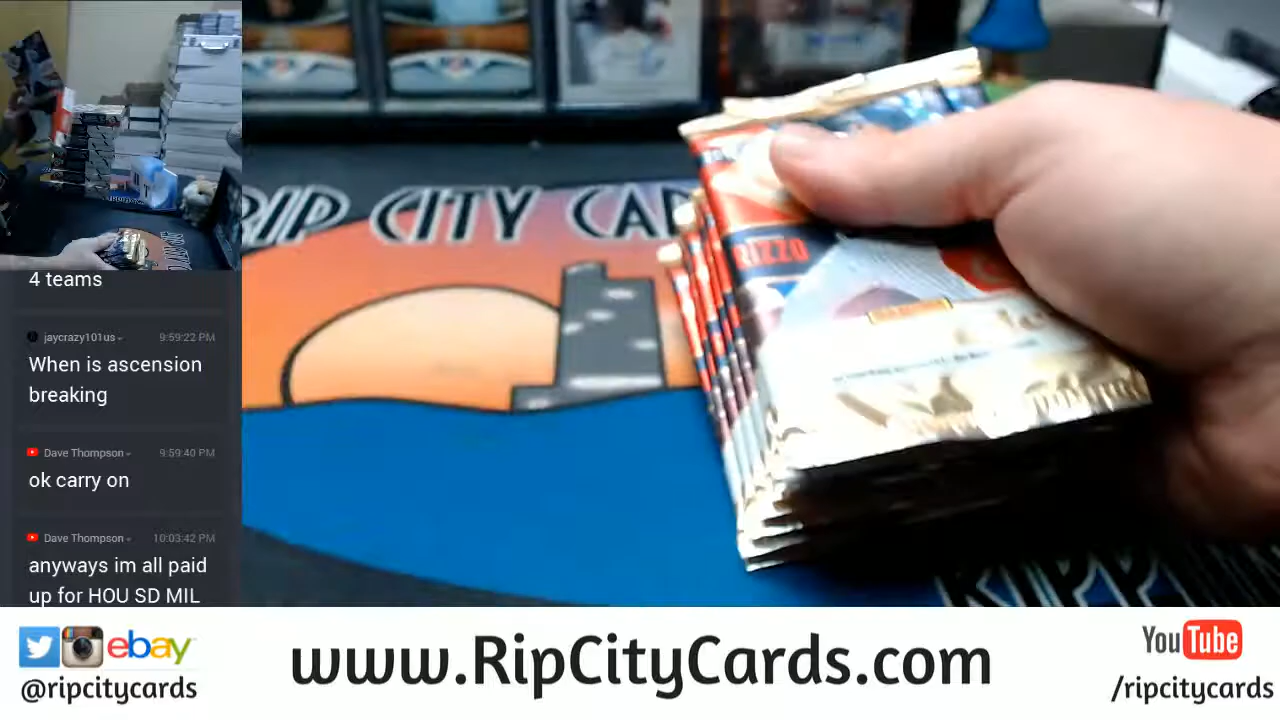 4 teams
jaycrazy101us
9:59:22 PM
When is ascension
breaking
Dave Thompson
9:59:40 PM
ok carry on
Dave Thompson
10:03:42 PM
anyways im all paid
up for HOU SD MIL
RIP CITY CAR
RIZZO
RIPP
ebay
@ripcitycards
www.RipCityCards.com
YouTube
/ripcitycards